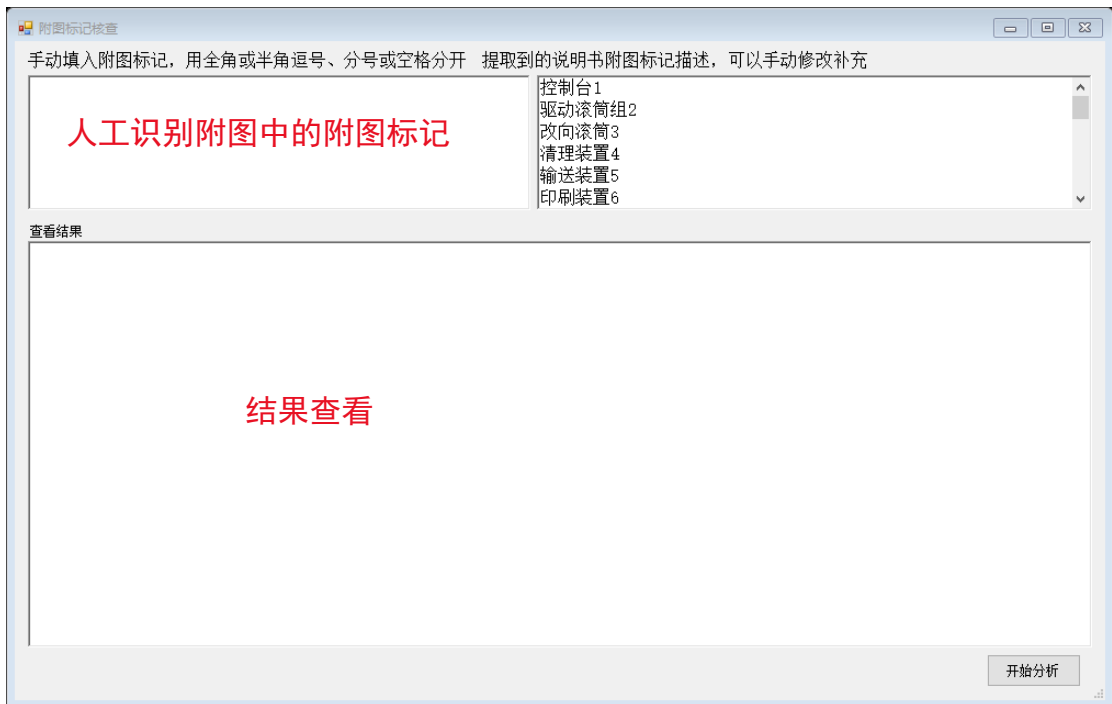 附图标记核查
手动填入附图标记，用全角或半角逗号、分号或空格分开 提取到的说明书附图标记描述，可以手动修改补充
人工识别附图中的附图标记
控制台1
驱动滚筒组2
改向滚筒3
清理装置4
输送装置5
印刷装置6
查看结果
结果查看
开始分析